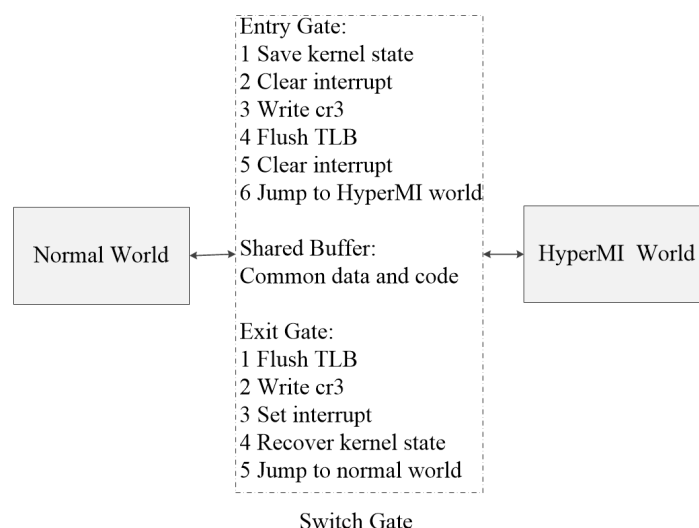 Entry Gate:
1 Save kernel state
2 Clear interrupt
3 Write cr3
4 Flush TLB
5 Clear interrupt
6 Jump to HyperMI world
Normal World
Shared Buffer:
Common data and code
HyperMI World
Exit Gate:
1 Flush TLB
2 Write cr3
3 Set interrupt
4 Recover kernel state
5 Jump to normal world
Switch Gate